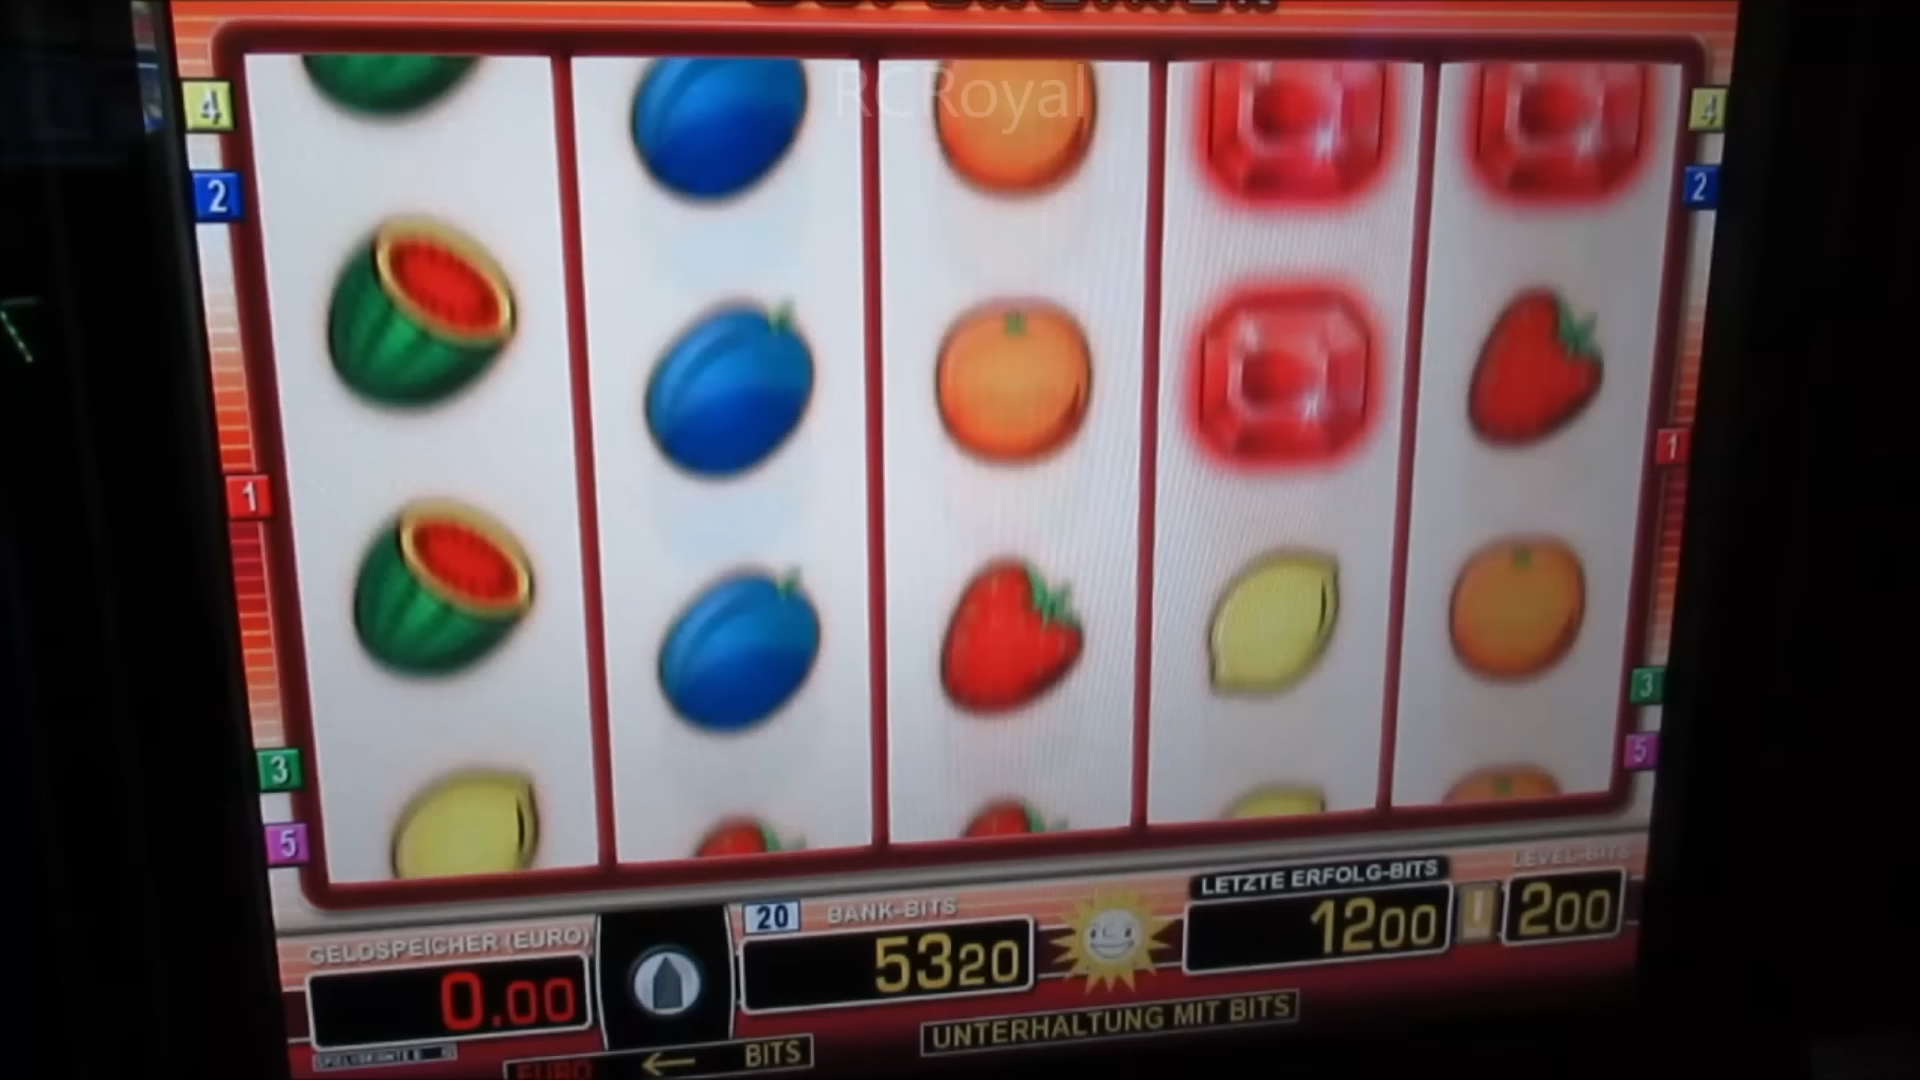 RCRoyal
4
4
2
2
1
1
3
3
5
5
LETZTE ERFOLG-BITS
LEVEL-BITS
20 BANK-BITS
GELDSPEICHER (EURO)
1200
200
5320
0.00
UNTERHALTUNG MIT BITS
EURO ← BITS